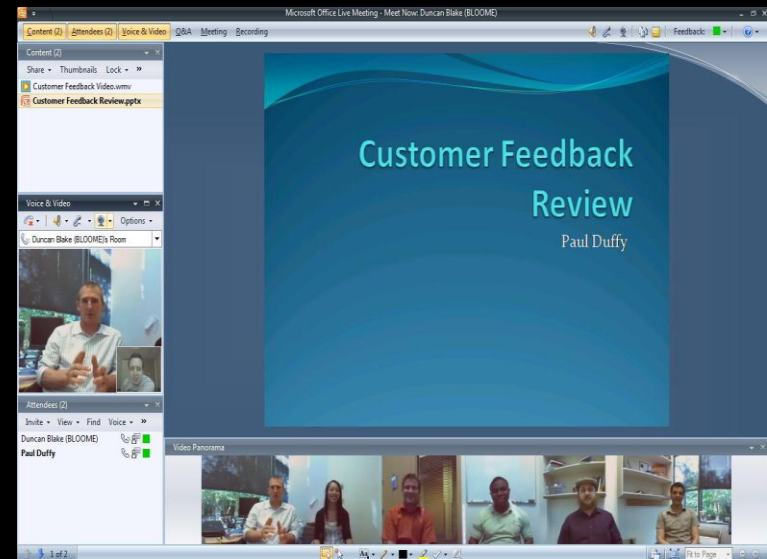 Microsoft Office Live Meeting - Meet Now: Duncan Blake (BLOOME)
Content (2) Attendees (2) Voice & Video Q&A Meeting Recording Feedback:
Content (2)
Share Thumbnails Lock »
Customer Feedback Video.wmv
Customer Feedback Review.pptx
Customer Feedback
Review
Paul Duffy
Voice & Video
Options
Duncan Blake (BLOOME)'s Room
Attendees (2)
Invite View Find Voice »
Duncan Blake (BLOOME)
Paul Duffy
Video Panorama
1 of 2 Aa Fit to Page